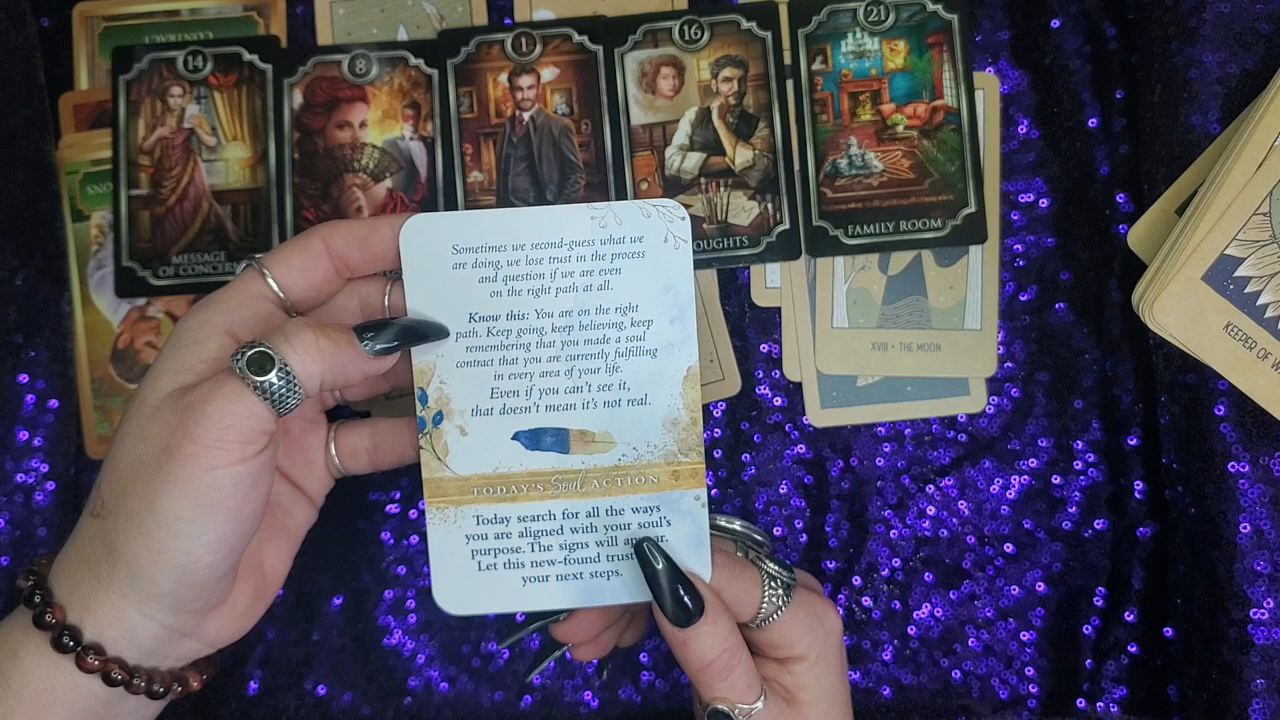 CONTRACT
14
8
1
16
21
MESSAGE
OF CONCERN
OUGHTS
FAMILY ROOM
Sometimes we second-guess what we
are doing, we lose trust in the process
and question if we are even
on the right path at all.
Know this: You are on the right
path. Keep going, keep believing, keep
remembering that you made a soul
contract that you are currently fulfilling
in every area of your life.
Even if you can't see it,
that doesn't mean it's not real.
TODAY'S Soul ACTION
Today search for all the ways
you are aligned with your soul's
purpose. The signs will appear.
Let this new-found trust
your next steps.
XVIII • THE MOON
KEEPER OF